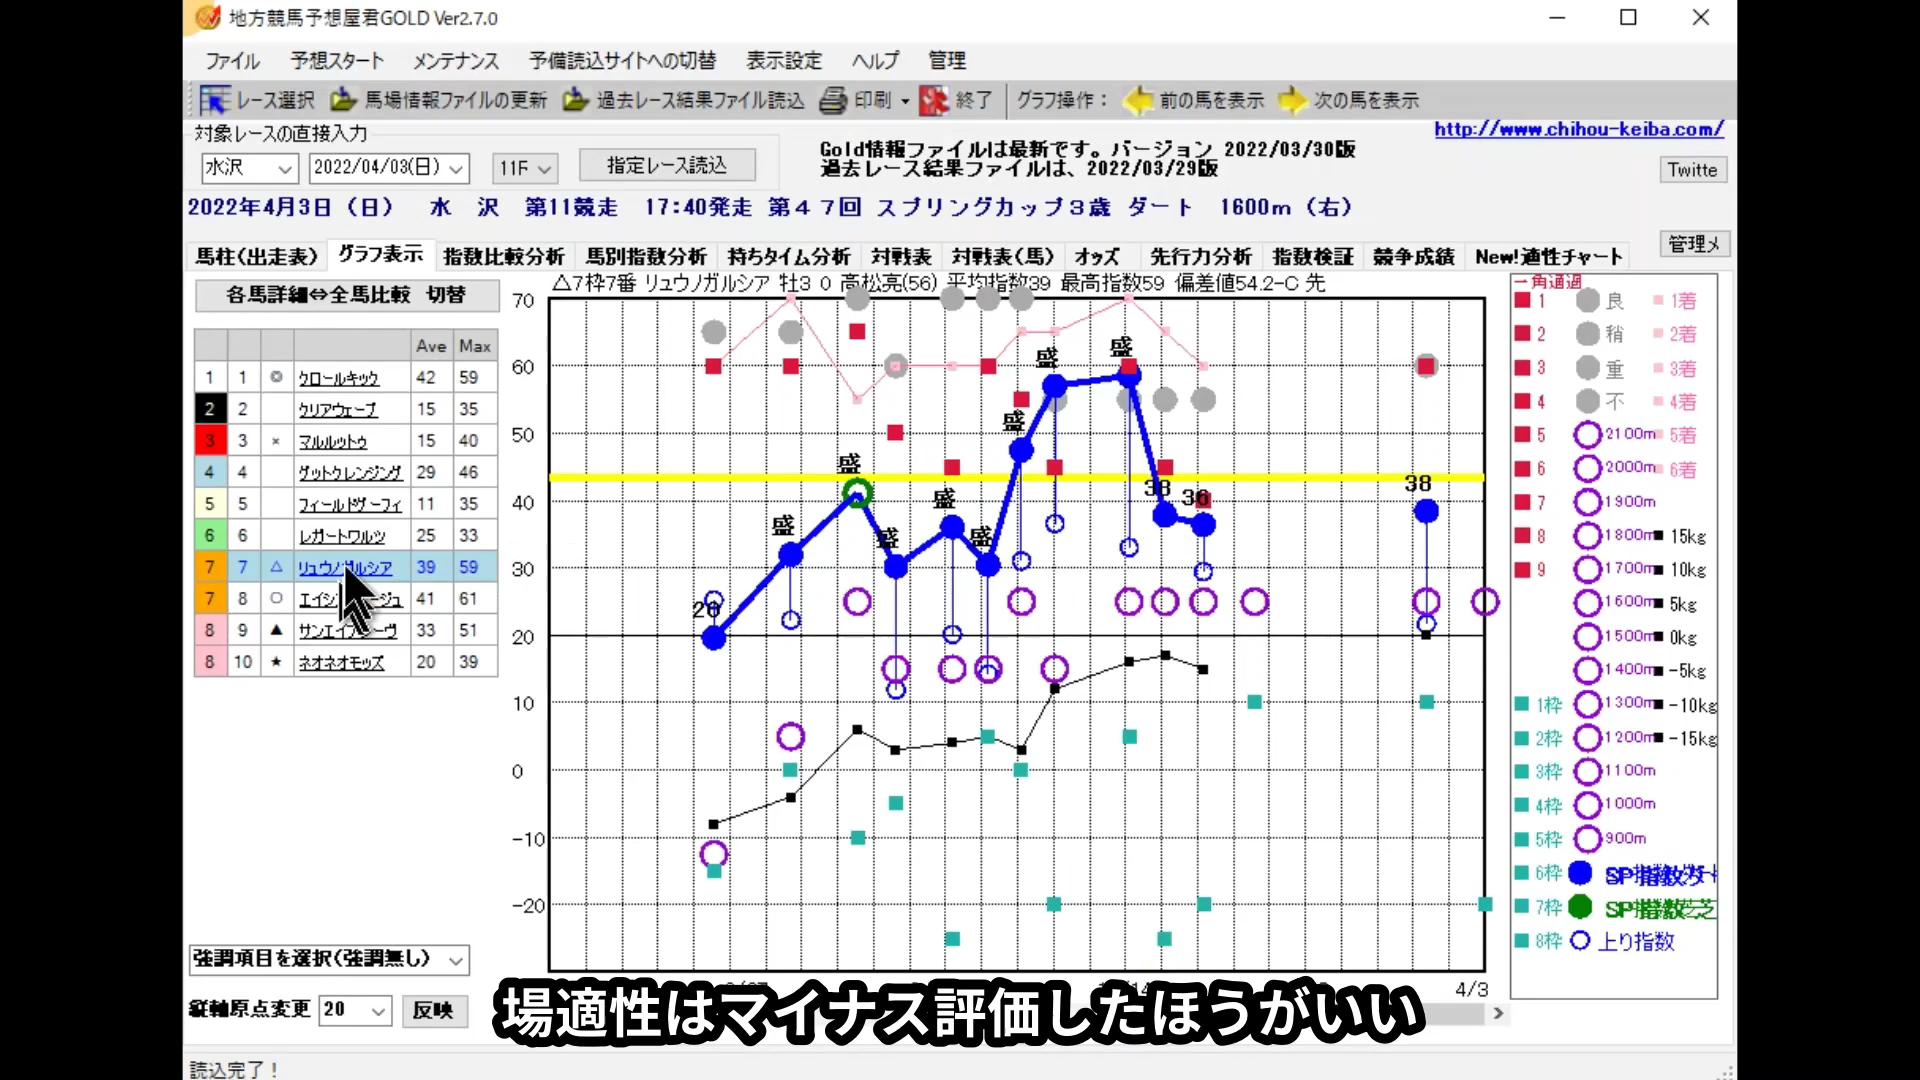 地方競馬予想屋君GOLD Ver2.7.0
ファイル 予想スタート メンテナンス 予備読込サイトへの切替 表示設定 ヘルプ 管理
レース選択 馬場情報ファイルの更新 過去レース結果ファイル読込 印刷 終了 グラフ操作： 前の馬を表示 次の馬を表示
対象レースの直接入力
水沢 2022/04/03(日) 11F 指定レース読込
Gold情報ファイルは最新です。バージョン 2022/03/30版
過去レース結果ファイルは、2022/03/29版
http://www.chihou-keiba.com/
Twitte
2022年4月3日（日） 水 沢 第11競走 17:40発走 第４７回 スプリングカップ３歳 ダート 1600m（右）
管理メ
馬柱(出走表) グラフ表示 指数比較分析 馬別指数分析 持ちタイム分析 対戦表 対戦表(馬) オッズ 先行力分析 指数検証 競争成績 New!適性チャート
各馬詳細⇔全馬比較 切替
△7枠7番 リュウノガルシア 牡3 0 高松亮(56) 平均指数39 最高指数59 偏差値54.2-C 先
Ave Max
1 1 ◎ クロールキック 42 59
2 2 クリアウェーブ 15 35
3 3 × マルルットゥ 15 40
4 4 ゲットクレンジング 29 46
5 5 フィールドゲーフィ 11 35
6 6 レガートワルツ 25 33
7 7 △ リュウノガルシア 39 59
7 8 ○ 41 61
8 9 ▲ 33 51
8 10 ★ ネオネオモッズ 20 39
70
60
50
40
30
20
10
0
-10
-20
盛 盛
盛
盛
盛
盛
盛 盛
38
38
4/3
一角通過
1 良 1着
2 稍 2着
3 重 3着
4 不 4着
5 2100m 5着
6 2000m 6着
7 1900m
8 1800m 15kg
9 1700m 10kg
1600m 5kg
1500m 0kg
1400m -5kg
1枠 1300m -10kg
2枠 1200m -15kg
3枠 1100m
4枠 1000m
5枠 900m
6枠
7枠
8枠 上り指数
強調項目を選択(強調無し)
縦軸原点変更 20 反映
場適性はマイナス評価したほうがいい
読込完了！